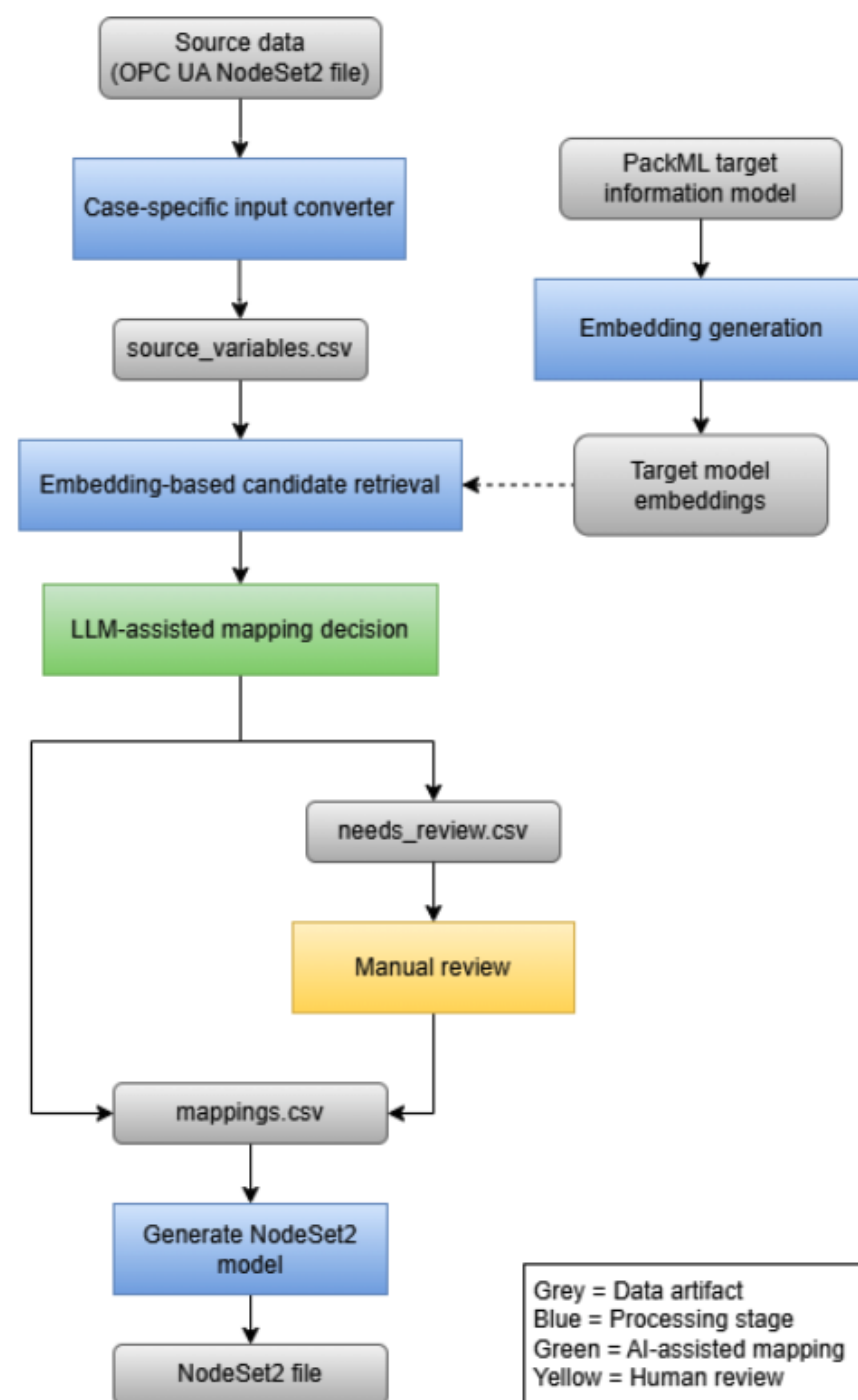 Source data
(OPC UA NodeSet2 file)
PackML target
information model
Case-specific input converter
Embedding generation
source_variables.csv
Embedding-based candidate retrieval
Target model
embeddings
LLM-assisted mapping decision
needs_review.csv
Manual review
mappings.csv
Generate NodeSet2
model
NodeSet2 file
Grey = Data artifact
Blue = Processing stage
Green = AI-assisted mapping
Yellow = Human review